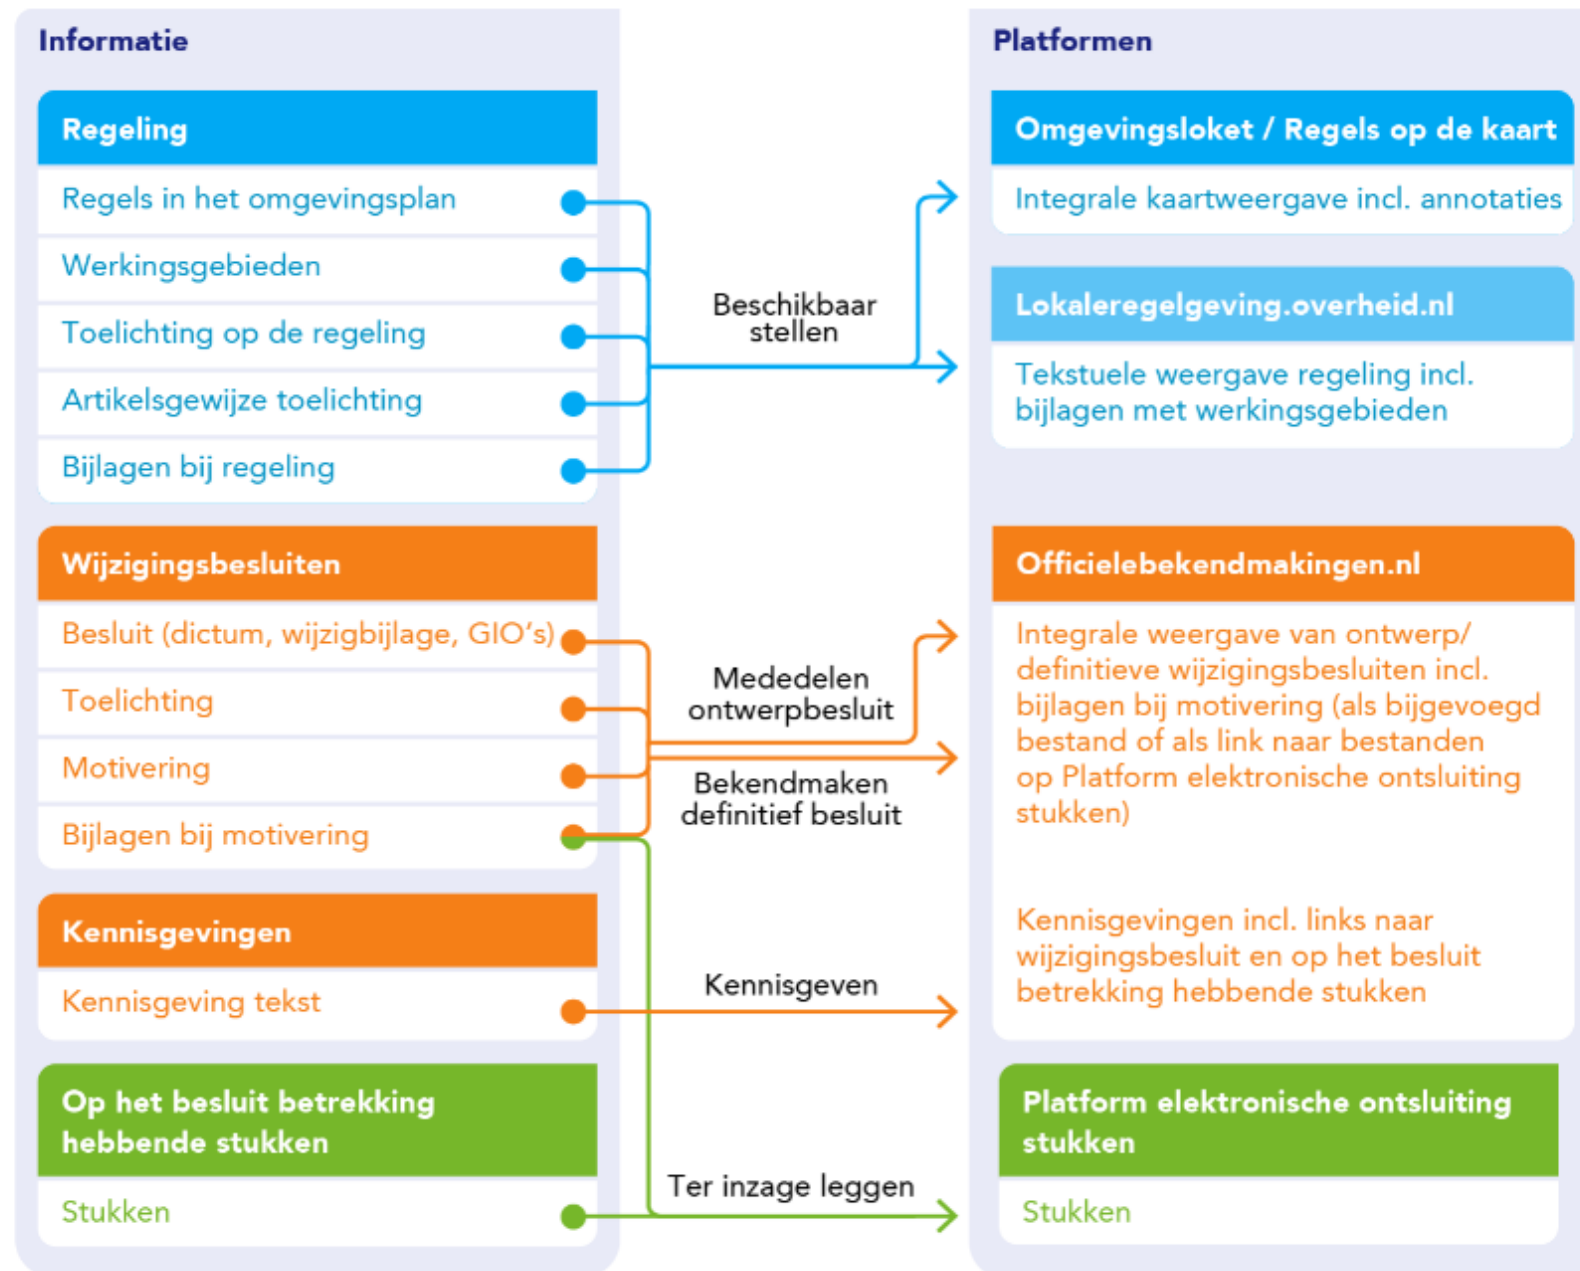 Informatie
Regeling
Regels in het omgevingsplan
Werkingsgebieden
Toelichting op de regeling
Artikelsgewijze toelichting
Bijlagen bij regeling
Wijzigingsbesluiten
Besluit (dictum, wijzigbijlage, GIO's)
Toelichting
Motivering
Bijlagen bij motivering
Kennisgevingen
Kennisgeving tekst
Op het besluit betrekking
hebbende stukken
Stukken
Beschikbaar
stellen
Mededelen
ontwerpbesluit
Bekendmaken
definitief besluit
Kennisgeven
Ter inzage leggen
Platformen
Omgevingsloket / Regels op de kaart
Integrale kaartweergave incl. annotaties
Lokaleregelgeving.overheid.nl
Tekstuele weergave regeling incl.
bijlagen met werkingsgebieden
Officielebekendmakingen.nl
Integrale weergave van ontwerp/
definitieve wijzigingsbesluiten incl.
bijlagen bij motivering (als bijgevoegd
bestand of als link naar bestanden
op Platform elektronische ontsluiting
stukken)
Kennisgevingen incl. links naar
wijzigingsbesluit en op het besluit
betrekking hebbende stukken
Platform elektronische ontsluiting
stukken
Stukken